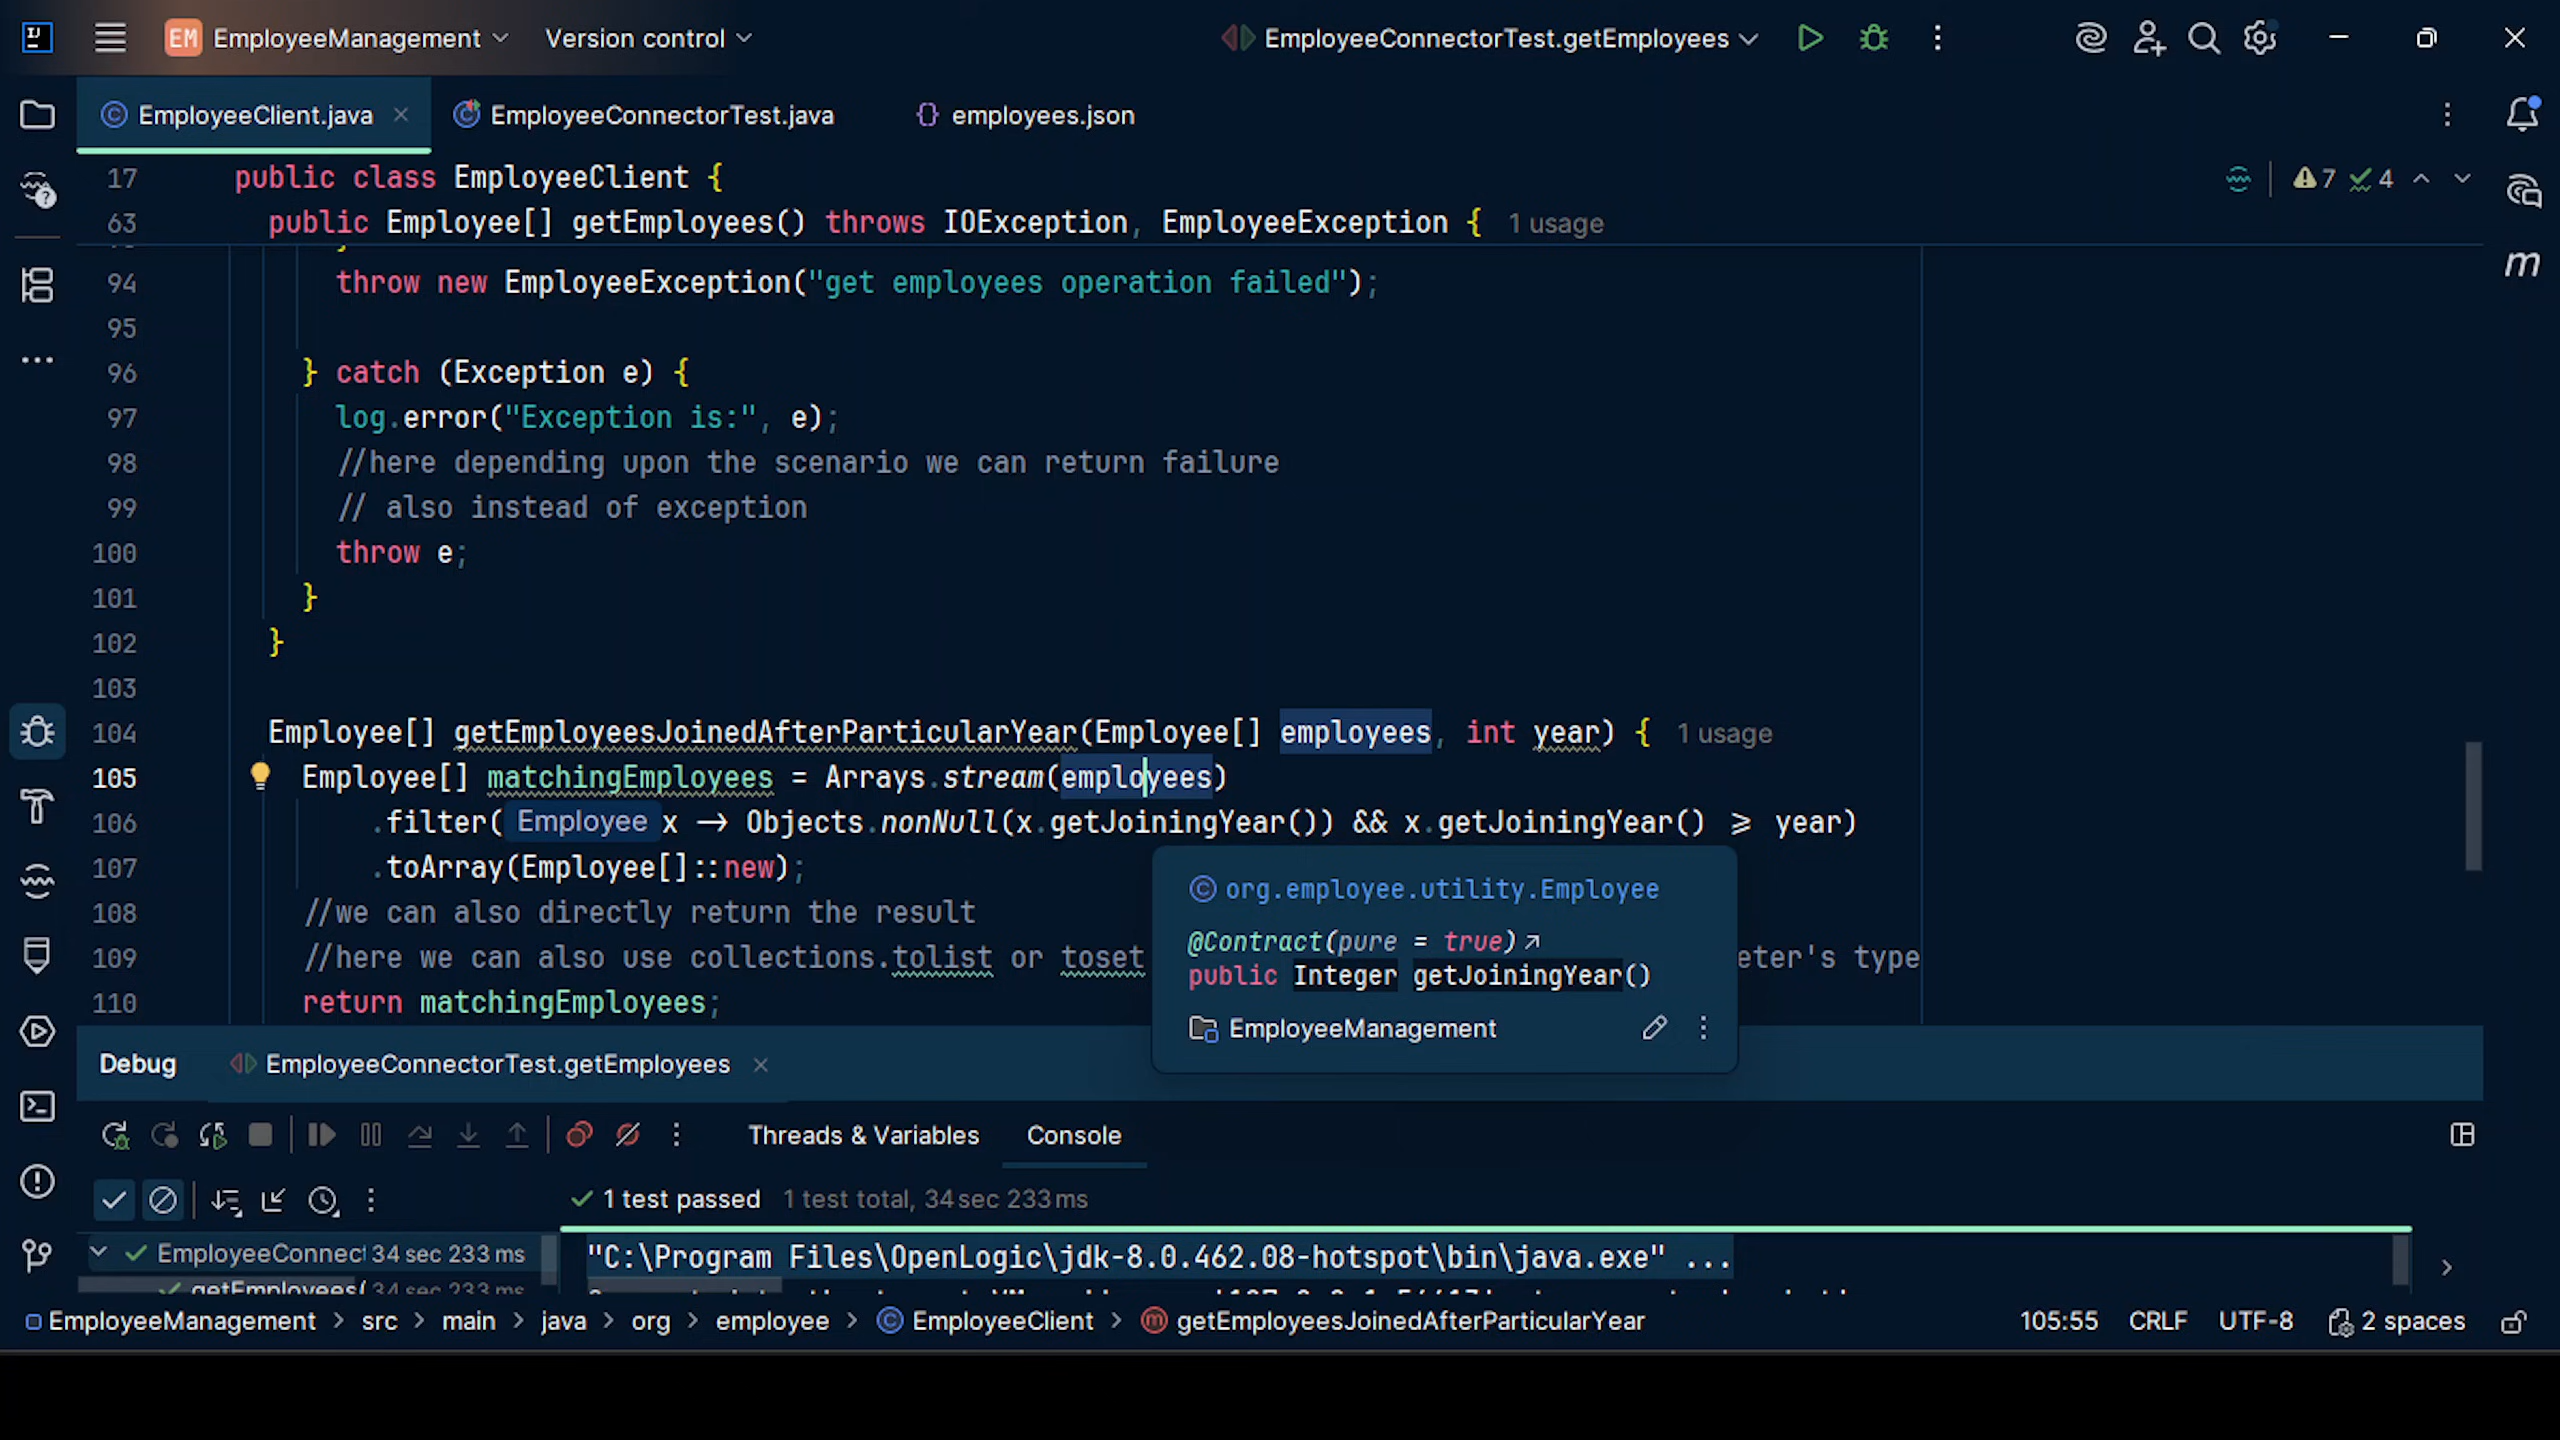 EM EmployeeManagement Version control EmployeeConnectorTest.getEmployees
EmployeeClient.java EmployeeConnectorTest.java employees.json
17 public class EmployeeClient { 7 4
63 public Employee[] getEmployees() throws IOException, EmployeeException { 1 usage
94 throw new EmployeeException("get employees operation failed");
95
96 } catch (Exception e) {
97 log.error("Exception is:", e);
98 //here depending upon the scenario we can return failure
99 // also instead of exception
100 throw e;
101 }
102 }
103
104 Employee[] getEmployeesJoinedAfterParticularYear(Employee[] employees, int year) { 1 usage
105 Employee[] matchingEmployees = Arrays.stream(employees)
106 .filter( Employee x -> Objects.nonNull(x.getJoiningYear()) && x.getJoiningYear() >= year)
107 .toArray(Employee[]::new);
108 //we can also directly return the result
109 //here we can also use collections.tolist or toset eter's type
110 return matchingEmployees;
org.employee.utility.Employee
@Contract(pure = true)
public Integer getJoiningYear()
EmployeeManagement
Debug EmployeeConnectorTest.getEmployees
Threads & Variables Console
1 test passed 1 test total, 34 sec 233 ms
EmployeeConnect 34 sec 233 ms
"C:\Program Files\OpenLogic\jdk-8.0.462.08-hotspot\bin\java.exe" ...
getEmployees( 34 sec 233 ms
EmployeeManagement > src > main > java > org > employee > EmployeeClient > getEmployeesJoinedAfterParticularYear 105:55 CRLF UTF-8 2 spaces